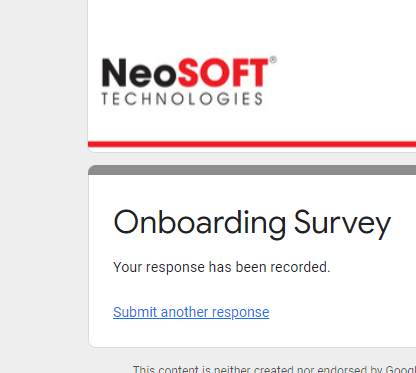 NeoSOFT®
TECHNOLOGIES
Onboarding Survey
Your response has been recorded.
Submit another response
This content is neither created nor endorsed by Googl